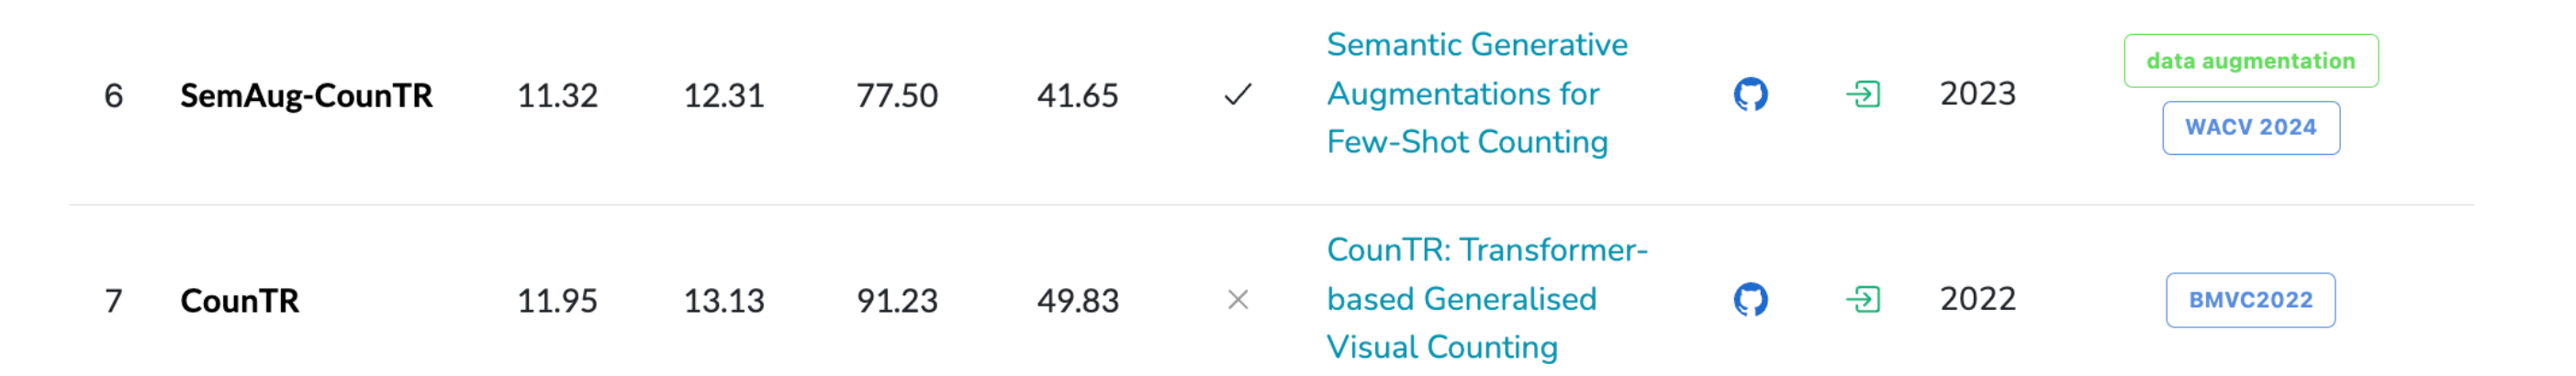 6 SemAug-CounTR 11.32 12.31 77.50 41.65 ✓ Semantic Generative Augmentations for Few-Shot Counting 2023 data augmentation WACV 2024
7 CounTR 11.95 13.13 91.23 49.83 × CounTR: Transformer-based Generalised Visual Counting 2022 BMVC2022